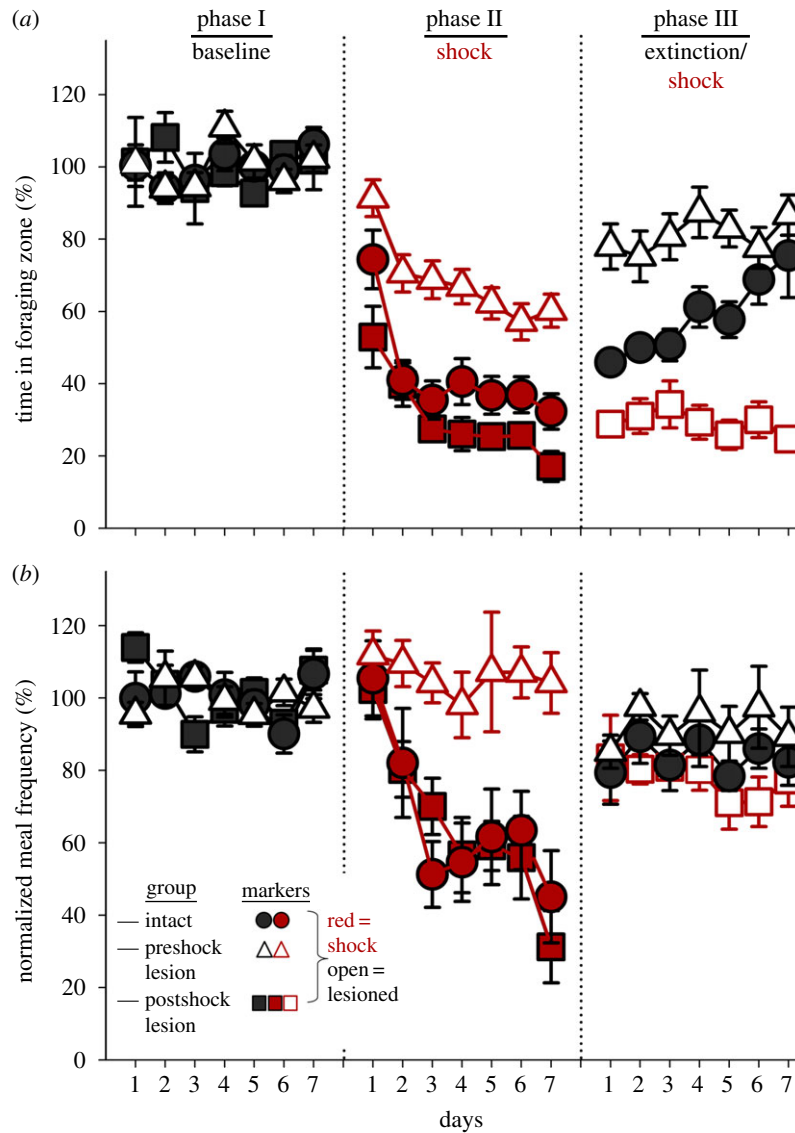 (a)
phase I
baseline
phase II
shock
phase III
extinction/
shock
time in foraging zone (%)
120
100
80
60
40
20
0
(b)
normalized meal frequency (%)
120
100
80
60
40
20
0
group
intact
preshock
lesion
postshock
lesion
markers
red =
shock
open =
lesioned
1 2 3 4 5 6 7 1 2 3 4 5 6 7 1 2 3 4 5 6 7
days